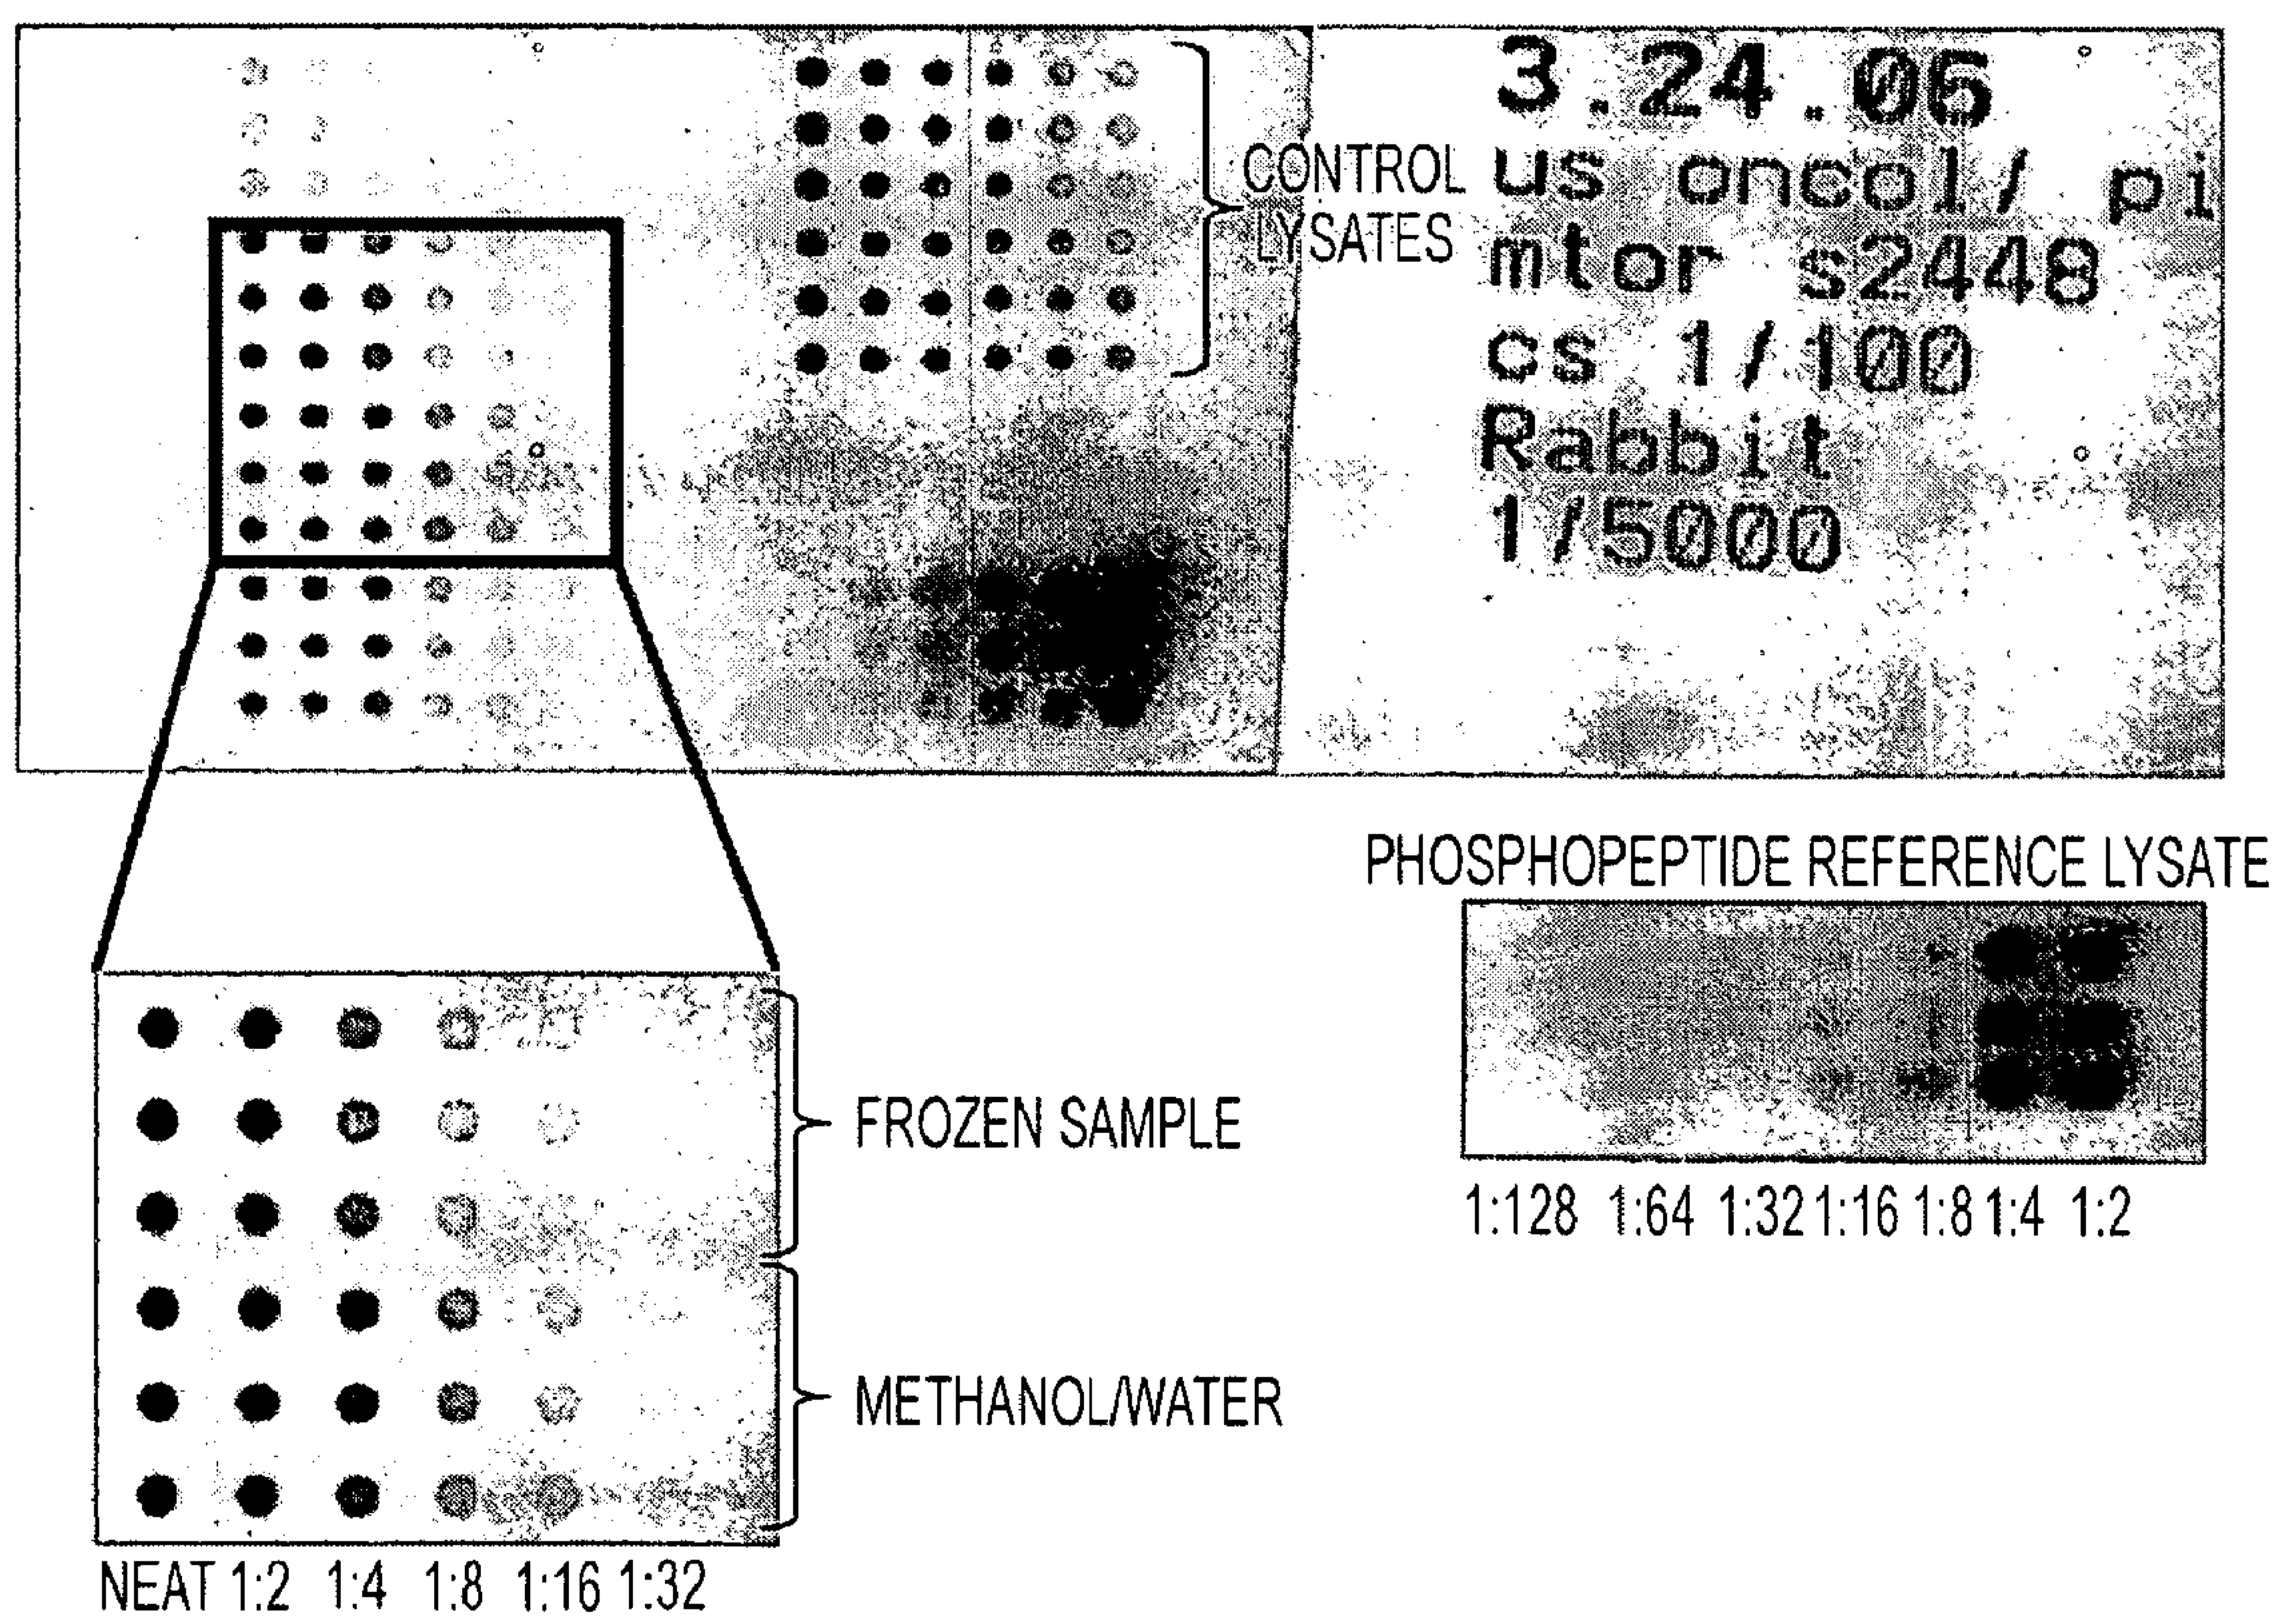 3.24.06
us oncol/ pi
mtor s2448
cs 1/100
Rabbit
1/5000
CONTROL
LYSATES
PHOSPHOPEPTIDE REFERENCE LYSATE
1:128 1:64 1:32 1:16 1:8 1:4 1:2
FROZEN SAMPLE
METHANOL/WATER
NEAT 1:2 1:4 1:8 1:16 1:32